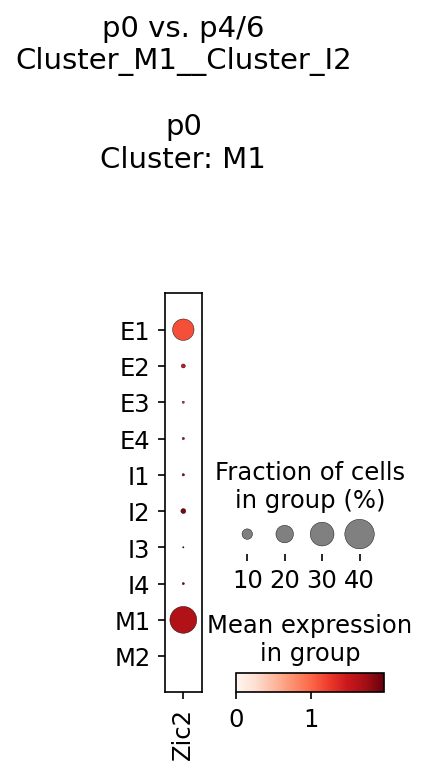 p0 vs. p4/6
Cluster_M1__Cluster_I2
p0
Cluster: M1
E1
E2
E3
E4
I1
I2
I3
I4
M1
M2
Zic2
Fraction of cells
in group (%)
10 20 30 40
Mean expression
in group
0 1